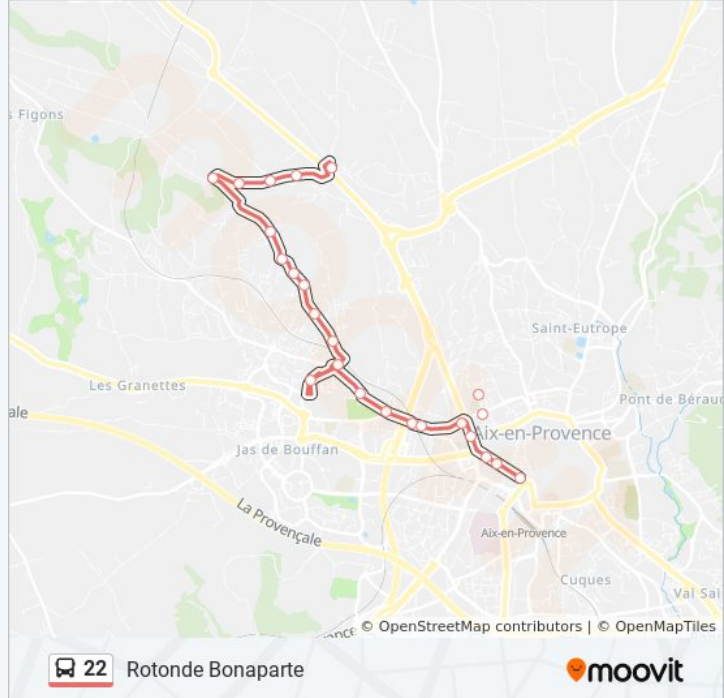 s Figons
Saint-Eutrope
Les Granettes
Pont de Béraud
ale
Aix-en-Provence
Jas de Bouffan
La Provençale
Aix-en-Provence
Cuques
Val Sai
ance
© OpenStreetMap contributors | © OpenMapTiles
22 Rotonde Bonaparte
moovit